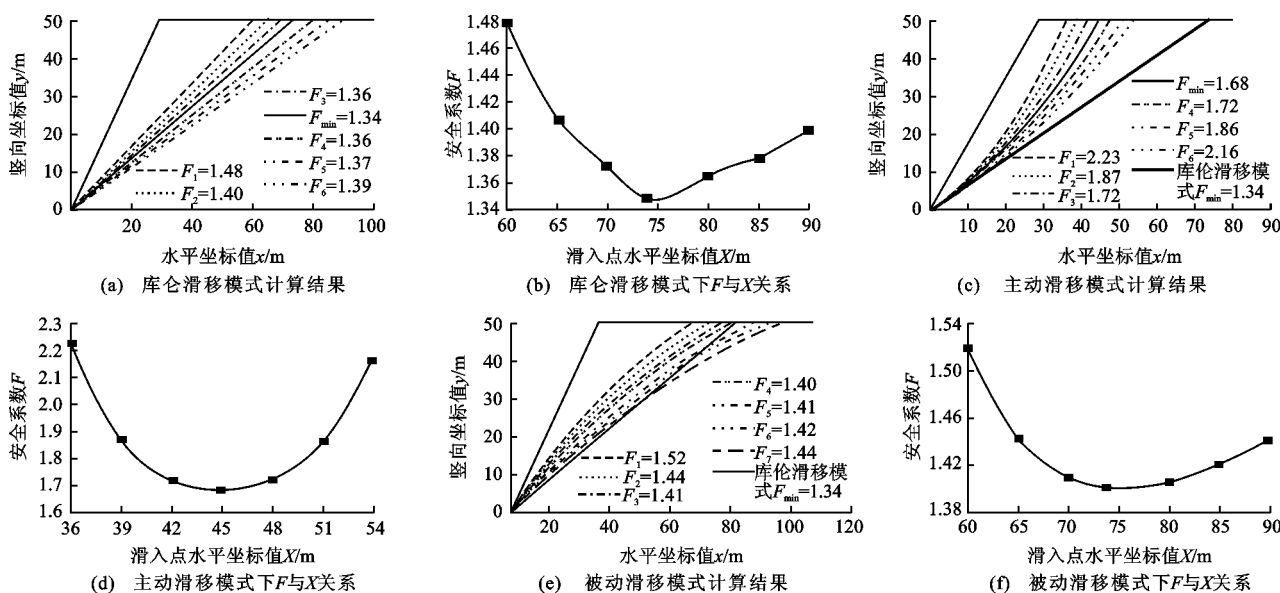 50
40
30
20
10
0
竖向坐标值y/m
F₃=1.36
Fmin=1.34
F₄=1.36
F₅=1.37
F₆=1.39
F₁=1.48
F₂=1.40
20 40 60 80 100
水平坐标值x/m
(a) 库仑滑移模式计算结果
1.48
1.44
1.40
1.38
1.36
1.34
安全系数F
60 65 70 75 80 85 90
滑入点水平坐标值X/m
(b) 库仑滑移模式下F与X关系
50
40
30
20
10
0
竖向坐标值y/m
Fmin=1.68
F₄=1.72
F₅=1.86
F₆=2.16
库伦滑移模
式Fmin=1.34
F₁=2.23
F₂=1.87
F₃=1.72
10 20 30 40 50 60 70 80 90
水平坐标值x/m
(c) 主动滑移模式计算结果
2.3
2.2
2.1
2.0
1.9
1.8
1.7
1.6
安全系数F
36 39 42 45 48 51 54
滑入点水平坐标值X/m
(d) 主动滑移模式下F与X关系
50
40
30
20
10
0
竖向坐标值y/m
F₄=1.40
F₅=1.41
F₆=1.42
F₇=1.44
库伦滑移模
式Fmin=1.34
F₁=1.52
F₂=1.44
F₃=1.41
20 40 60 80 100 120
水平坐标值x/m
(e) 被动滑移模式计算结果
1.54
1.50
1.46
1.42
1.38
安全系数F
60 65 70 75 80 85 90
滑入点水平坐标值X/m
(f) 被动滑移模式下F与X关系